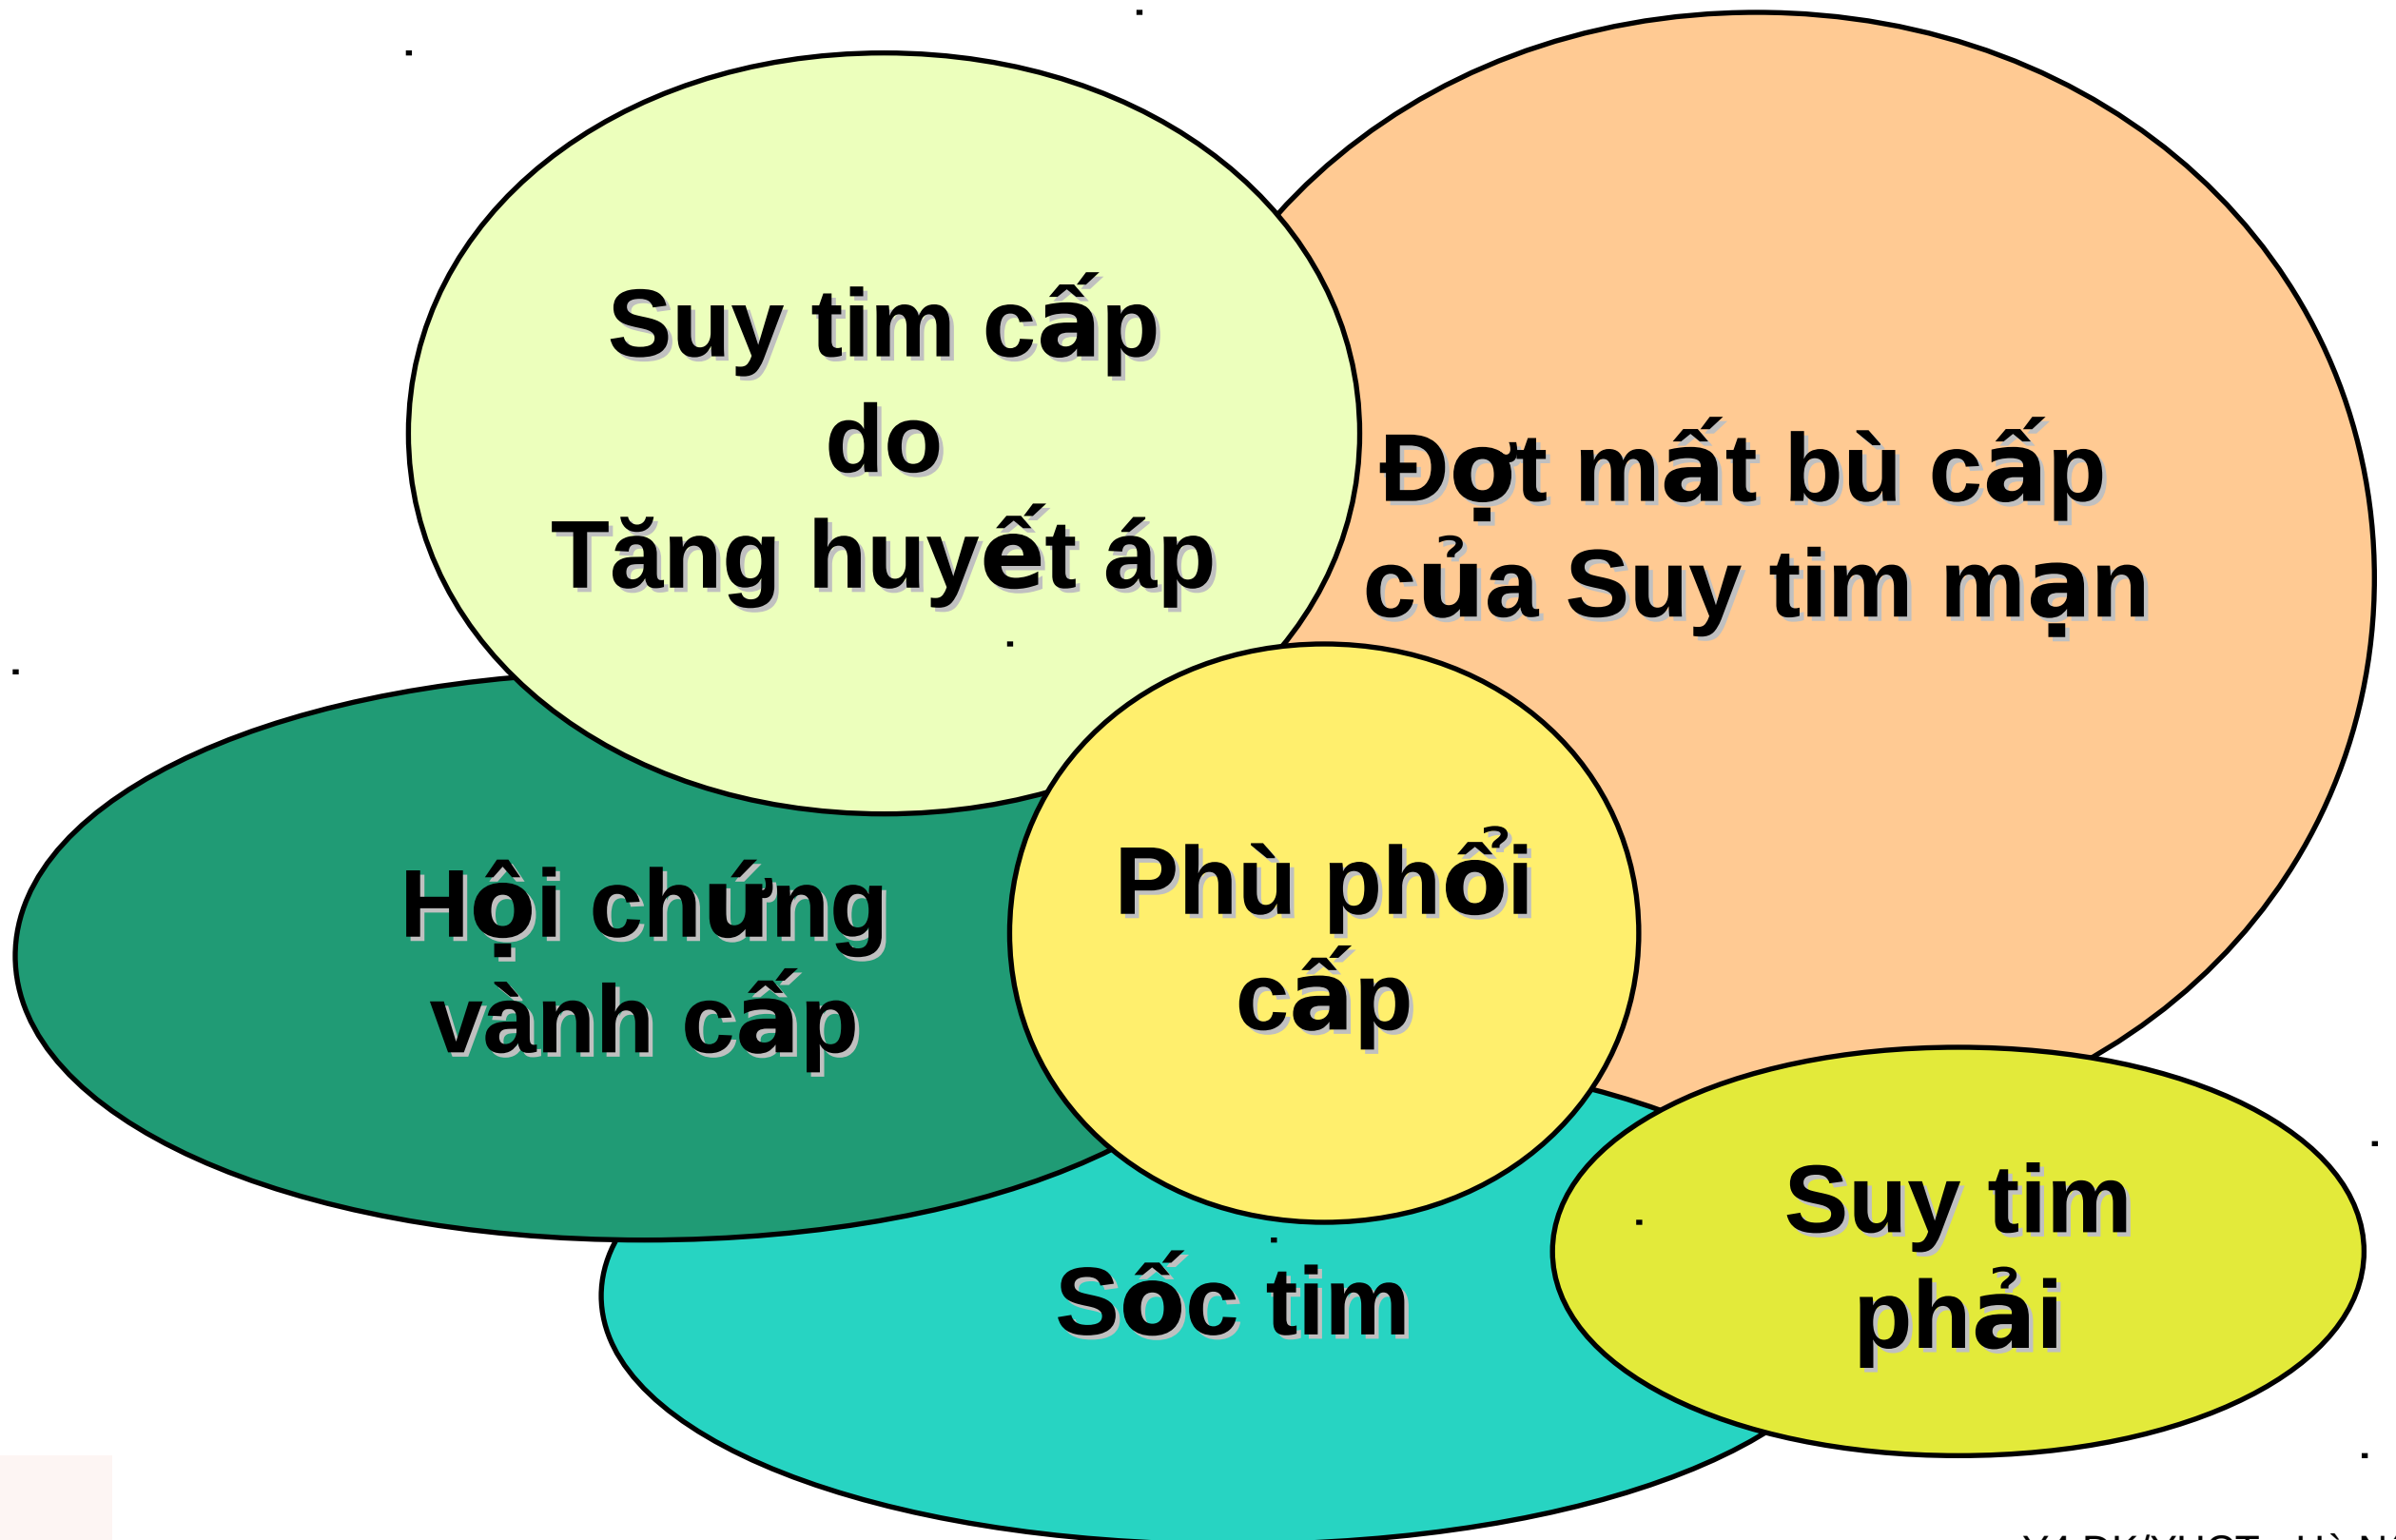 Suy tim cấp
do
Tăng huyết áp
Đợt mất bù cấp
của Suy tim mạn
Hội chứng
vành cấp
Phù phổi
cấp
Sốc tim
Suy tim
phải